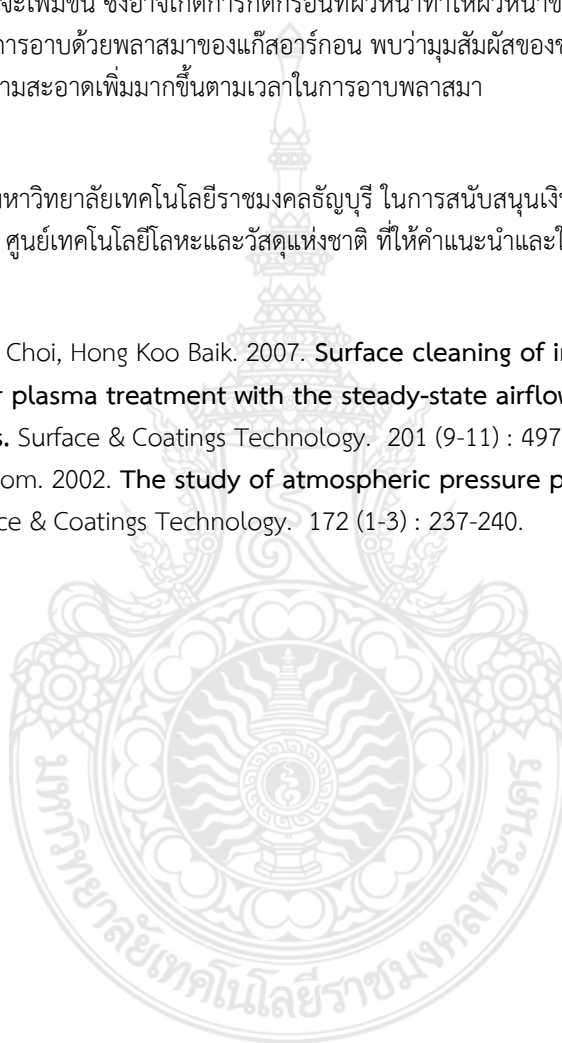 จะเพิ่มขึ้น ซึ่งอาจเกิดการกัดกร่อนที่ผิวหน้าทำให้ผิวหน้าข
การอาบด้วยพลาสมาของแก๊สอาร์กอน พบว่ามุมสัมผัสของ
ามสะอาดเพิ่มมากขึ้นตามเวลาในการอาบพลาสมา
หาวิทยาลัยเทคโนโลยีราชมงคลธัญบุรี ในการสนับสนุนเงิน
ศูนย์เทคโนโลยีโลหะและวัสดุแห่งชาติ ที่ให้คำแนะนำและใ
Choi, Hong Koo Baik. 2007. Surface cleaning of i
r plasma treatment with the steady-state airflow
s. Surface & Coatings Technology. 201 (9-11) : 497
om. 2002. The study of atmospheric pressure p
ce & Coatings Technology. 172 (1-3) : 237-240.
มหาวิทยาลัยเทคโนโลยีราชมงคลพระนคร